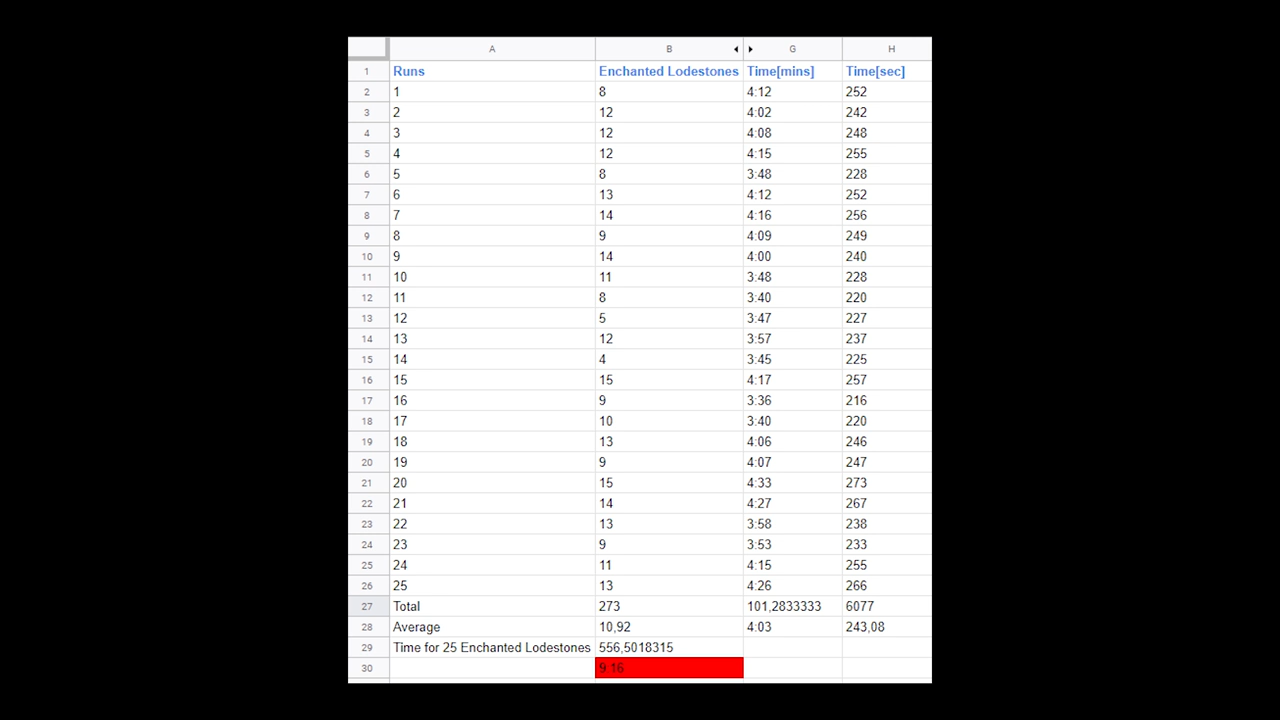 A B G H
1 Runs Enchanted Lodestones Time[mins] Time[sec]
2 1 8 4:12 252
3 2 12 4:02 242
4 3 12 4:08 248
5 4 12 4:15 255
6 5 8 3:48 228
7 6 13 4:12 252
8 7 14 4:16 256
9 8 9 4:09 249
10 9 14 4:00 240
11 10 11 3:48 228
12 11 8 3:40 220
13 12 5 3:47 227
14 13 12 3:57 237
15 14 4 3:45 225
16 15 15 4:17 257
17 16 9 3:36 216
18 17 10 3:40 220
19 18 13 4:06 246
20 19 9 4:07 247
21 20 15 4:33 273
22 21 14 4:27 267
23 22 13 3:58 238
24 23 9 3:53 233
25 24 11 4:15 255
26 25 13 4:26 266
27 Total 273 101,2833333 6077
28 Average 10,92 4:03 243,08
29 Time for 25 Enchanted Lodestones 556,5018315
30 9:16